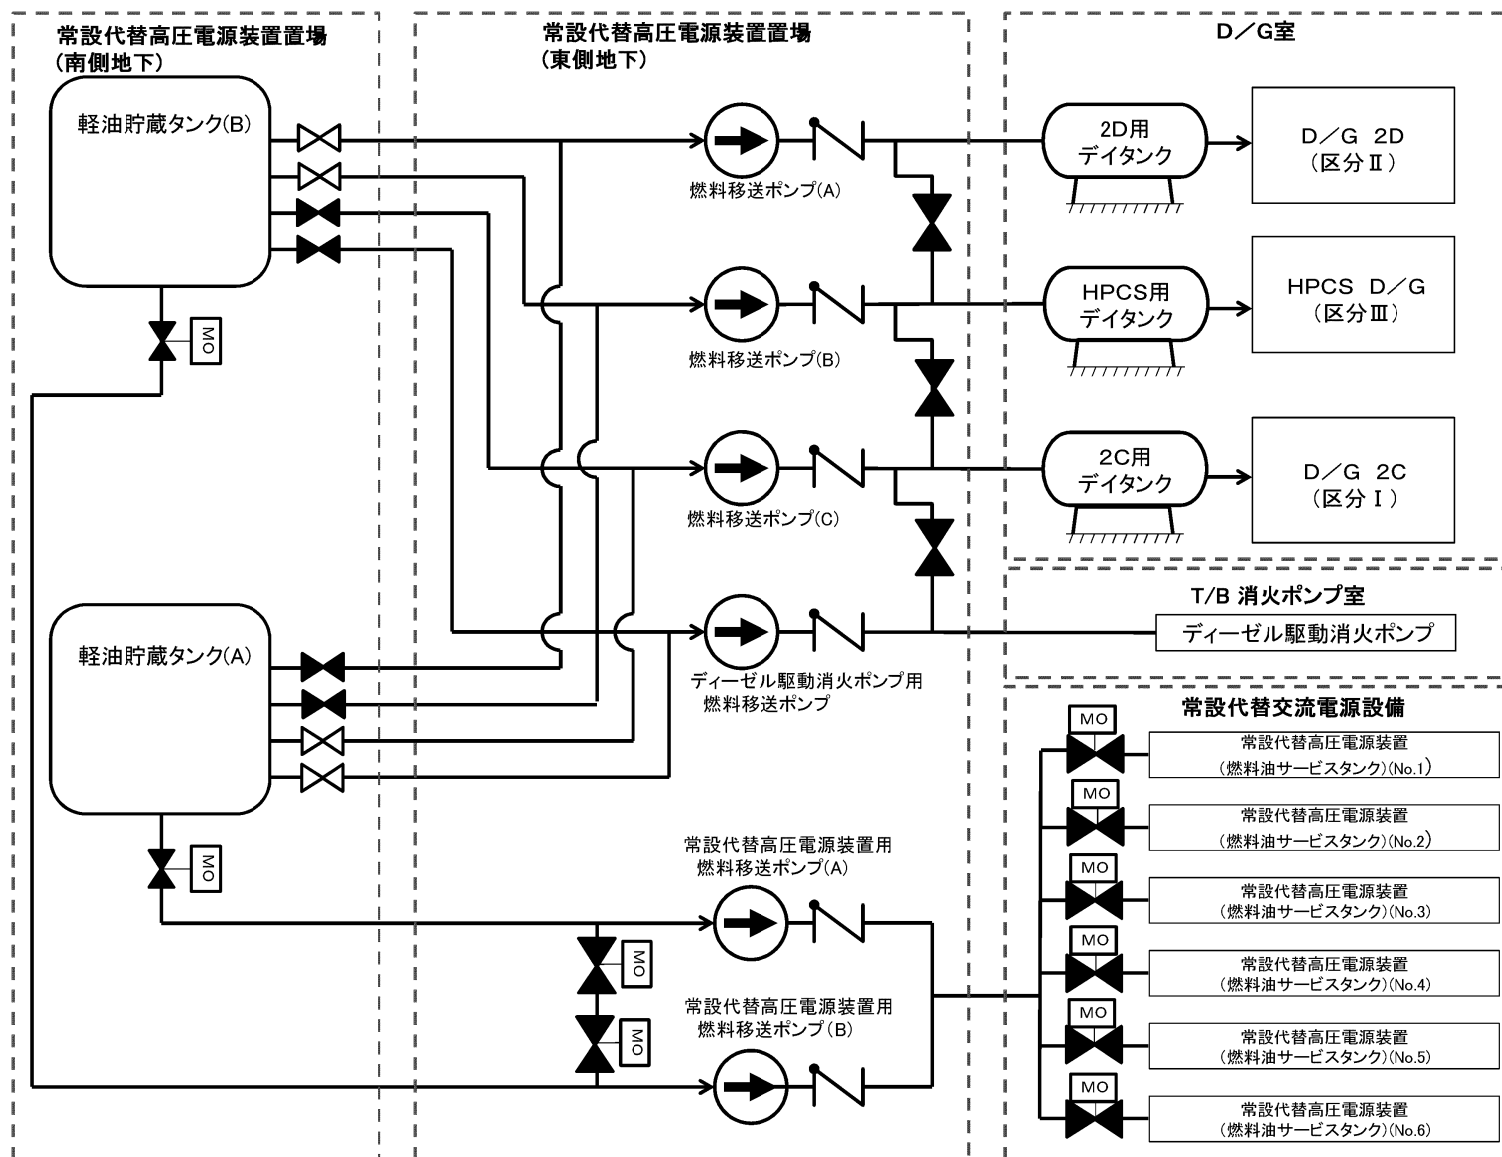 常設代替高圧電源装置置場
(南側地下)
軽油貯蔵タンク(B)
MO
軽油貯蔵タンク(A)
MO
常設代替高圧電源装置置場
(東側地下)
燃料移送ポンプ(A)
燃料移送ポンプ(B)
燃料移送ポンプ(C)
ディーゼル駆動消火ポンプ用
燃料移送ポンプ
常設代替高圧電源装置用
燃料移送ポンプ(A)
MO
常設代替高圧電源装置用
燃料移送ポンプ(B)
MO
D/G室
2D用
デイタンク
D/G 2D
(区分Ⅱ)
HPCS用
デイタンク
HPCS D/G
(区分Ⅲ)
2C用
デイタンク
D/G 2C
(区分Ⅰ)
T/B 消火ポンプ室
ディーゼル駆動消火ポンプ
常設代替交流電源設備
MO
常設代替高圧電源装置
(燃料油サービスタンク)(No.1)
MO
常設代替高圧電源装置
(燃料油サービスタンク)(No.2)
MO
常設代替高圧電源装置
(燃料油サービスタンク)(No.3)
MO
常設代替高圧電源装置
(燃料油サービスタンク)(No.4)
MO
常設代替高圧電源装置
(燃料油サービスタンク)(No.5)
MO
常設代替高圧電源装置
(燃料油サービスタンク)(No.6)